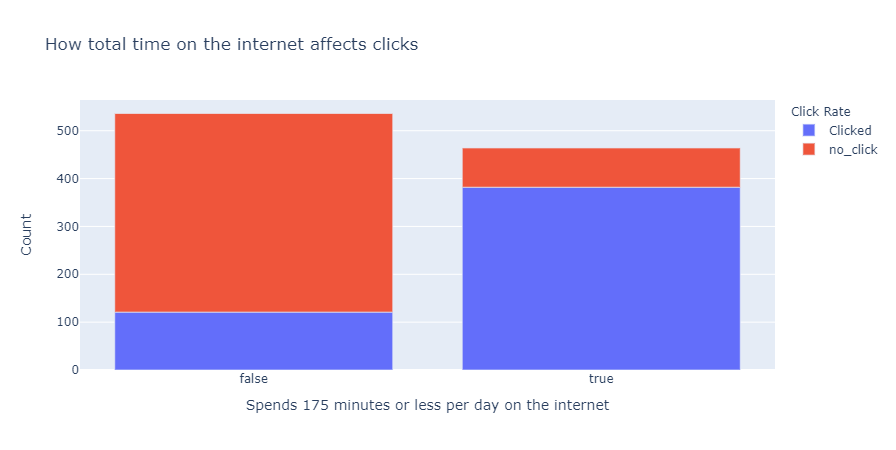 How total time on the internet affects clicks
Click Rate
Clicked
no_click
500
400
300
200
100
0
Count
false
true
Spends 175 minutes or less per day on the internet